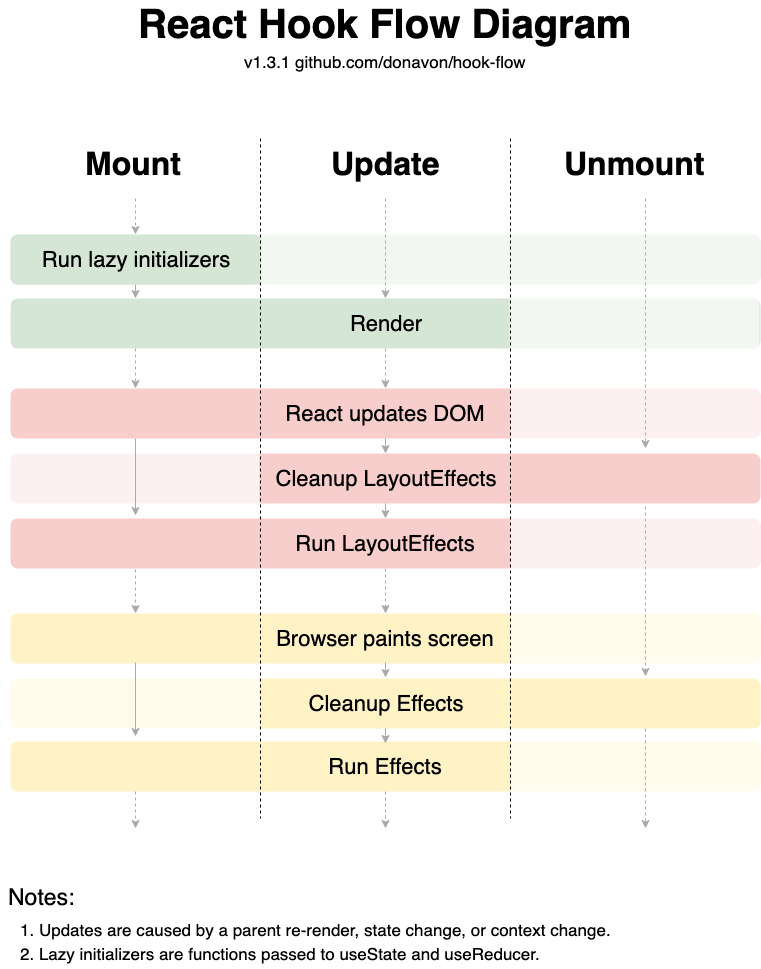 React Hook Flow Diagram
v1.3.1 github.com/donavon/hook-flow
Mount
Update
Unmount
Run lazy initializers
Render
React updates DOM
Cleanup LayoutEffects
Run LayoutEffects
Browser paints screen
Cleanup Effects
Run Effects
Notes:
1. Updates are caused by a parent re-render, state change, or context change.
2. Lazy initializers are functions passed to useState and useReducer.